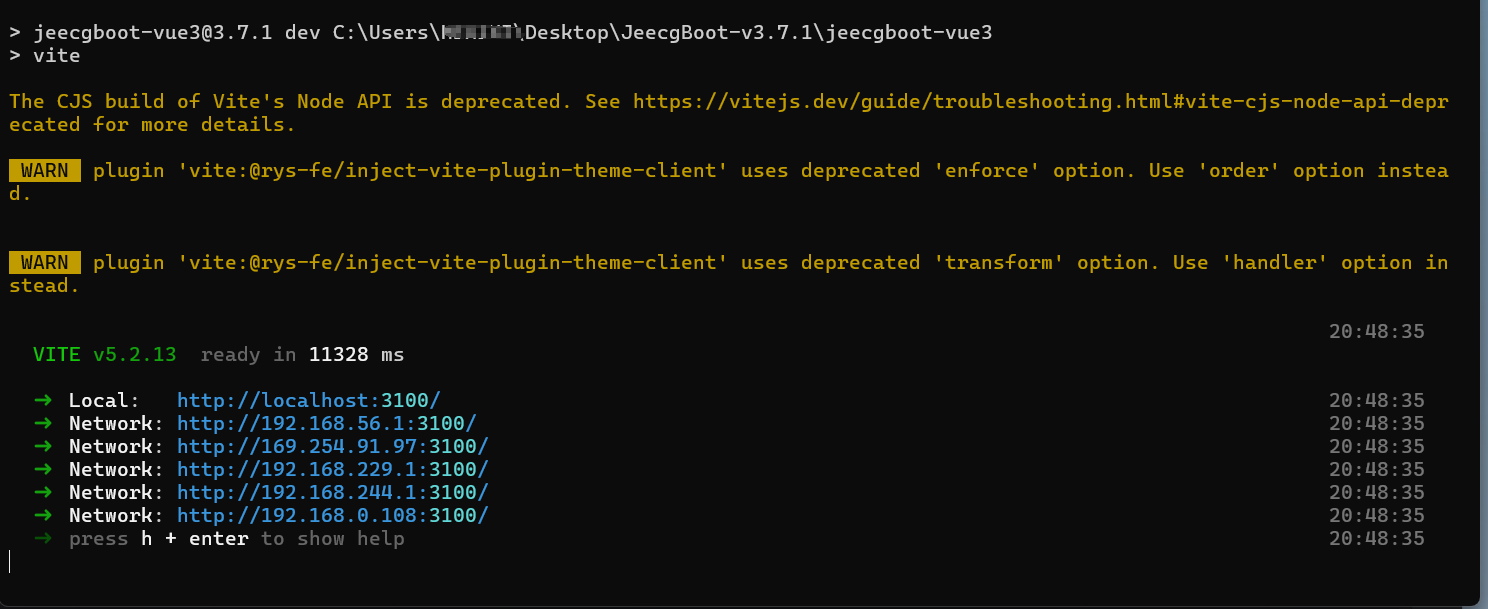 > jeecgboot-vue3@3.7.1 dev C:\Users\ \Desktop\JeecgBoot-v3.7.1\jeecgboot-vue3
> vite
The CJS build of Vite's Node API is deprecated. See https://vitejs.dev/guide/troubleshooting.html#vite-cjs-node-api-depr
ecated for more details.
WARN plugin 'vite:@rys-fe/inject-vite-plugin-theme-client' uses deprecated 'enforce' option. Use 'order' option instea
d.
WARN plugin 'vite:@rys-fe/inject-vite-plugin-theme-client' uses deprecated 'transform' option. Use 'handler' option in
stead.
20:48:35
VITE v5.2.13 ready in 11328 ms
➜ Local: http://localhost:3100/ 20:48:35
➜ Network: http://192.168.56.1:3100/ 20:48:35
➜ Network: http://169.254.91.97:3100/ 20:48:35
➜ Network: http://192.168.229.1:3100/ 20:48:35
➜ Network: http://192.168.244.1:3100/ 20:48:35
➜ Network: http://192.168.0.108:3100/ 20:48:35
➜ press h + enter to show help 20:48:35